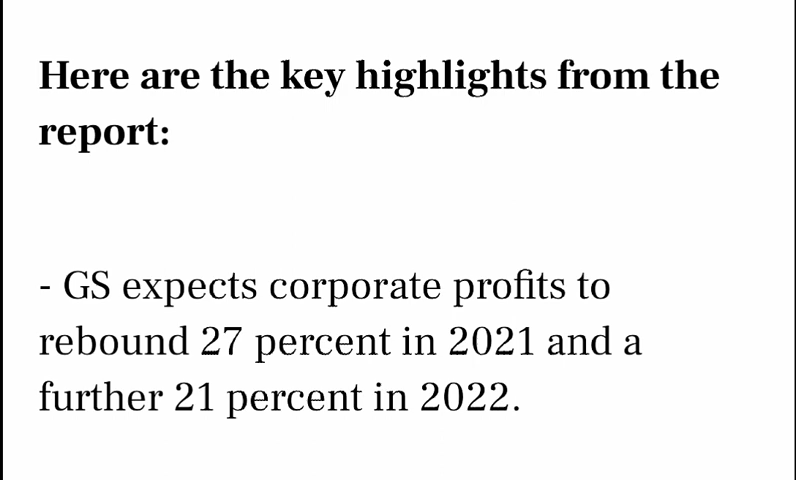 Here are the key highlights from the
report:
- GS expects corporate profits to
rebound 27 percent in 2021 and a
further 21 percent in 2022.